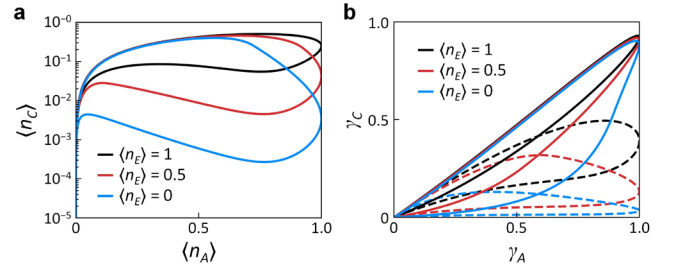 a
10⁻⁰
10⁻¹
10⁻²
10⁻³
10⁻⁴
10⁻⁵
⟨n_C⟩
⟨n_E⟩ = 1
⟨n_E⟩ = 0.5
⟨n_E⟩ = 0
0 0.5 1.0
⟨n_A⟩
b
1.0
0.5
0
γ_C
⟨n_E⟩ = 1
⟨n_E⟩ = 0.5
⟨n_E⟩ = 0
0 0.5 1.0
γ_A